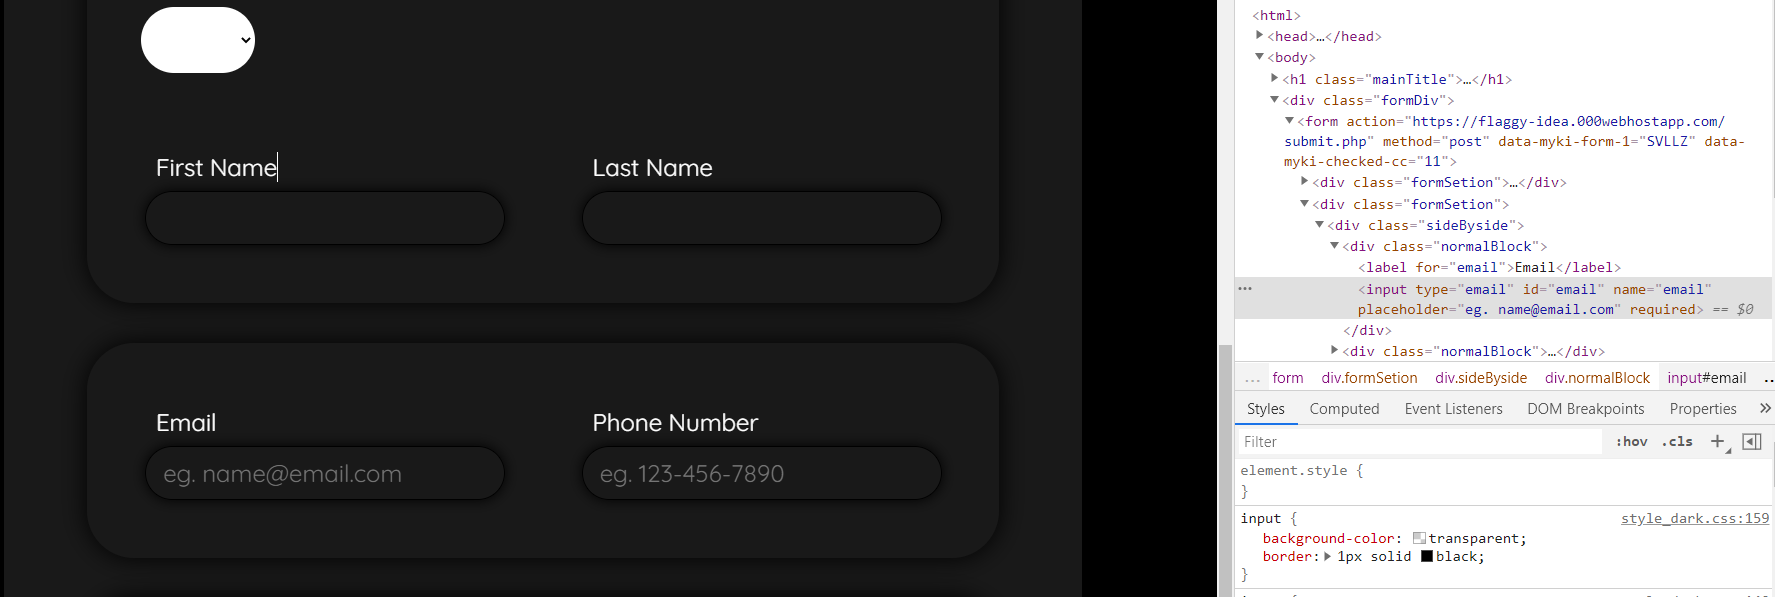 First Name
Last Name
Email
Phone Number
eg. name@email.com
eg. 123-456-7890
<html>
<head>…</head>
<body>
<h1 class="mainTitle">…</h1>
<div class="formDiv">
<form action="https://flaggy-idea.000webhostapp.com/
submit.php" method="post" data-myki-form-1="SVLLZ" data-
myki-checked-cc="11">
<div class="formSetion">…</div>
<div class="formSetion">
<div class="sideByside">
<div class="normalBlock">
<label for="email">Email</label>
… <input type="email" id="email" name="email"
placeholder="eg. name@email.com" required> == $0
</div>
<div class="normalBlock">…</div>
… form div.formSetion div.sideByside div.normalBlock input#email ..
Styles Computed Event Listeners DOM Breakpoints Properties »
Filter :hov .cls +
element.style {
}
input { style_dark.css:159
background-color: transparent;
border: 1px solid black;
}